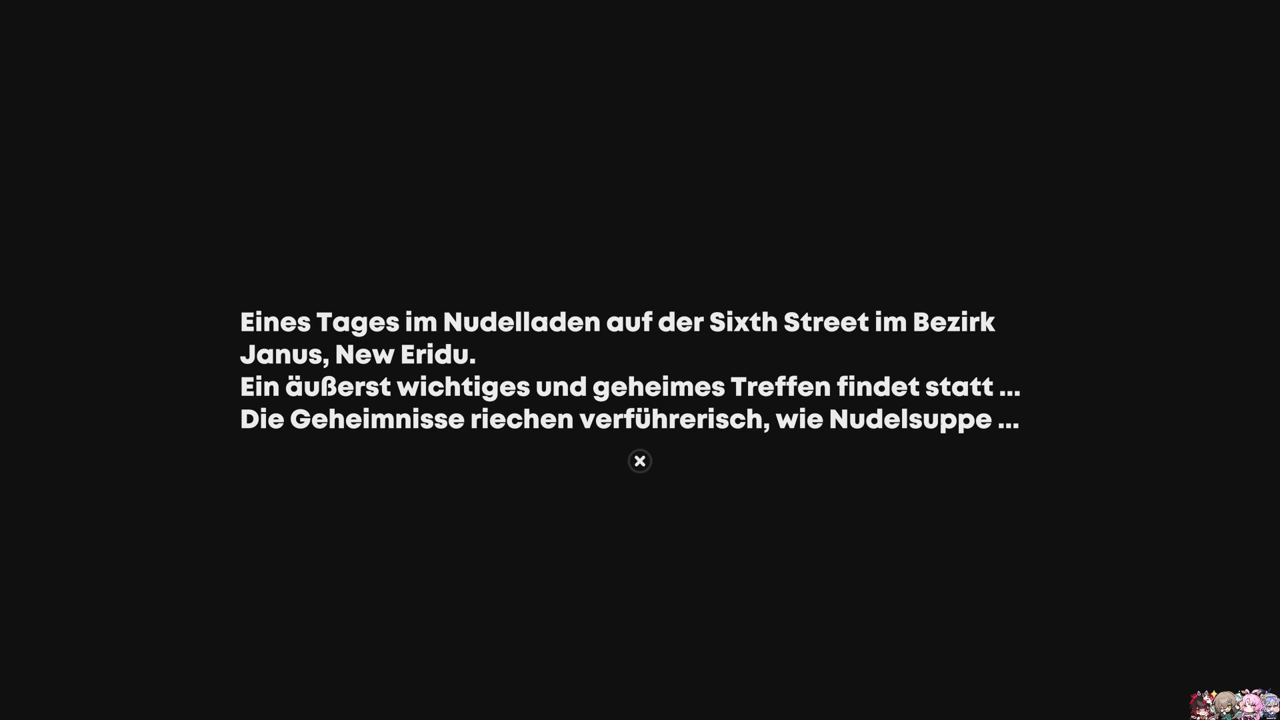 Eines Tages im Nudelladen auf der Sixth Street im Bezirk
Janus, New Eridu.
Ein äußerst wichtiges und geheimes Treffen findet statt ...
Die Geheimnisse riechen verführerisch, wie Nudelsuppe ...